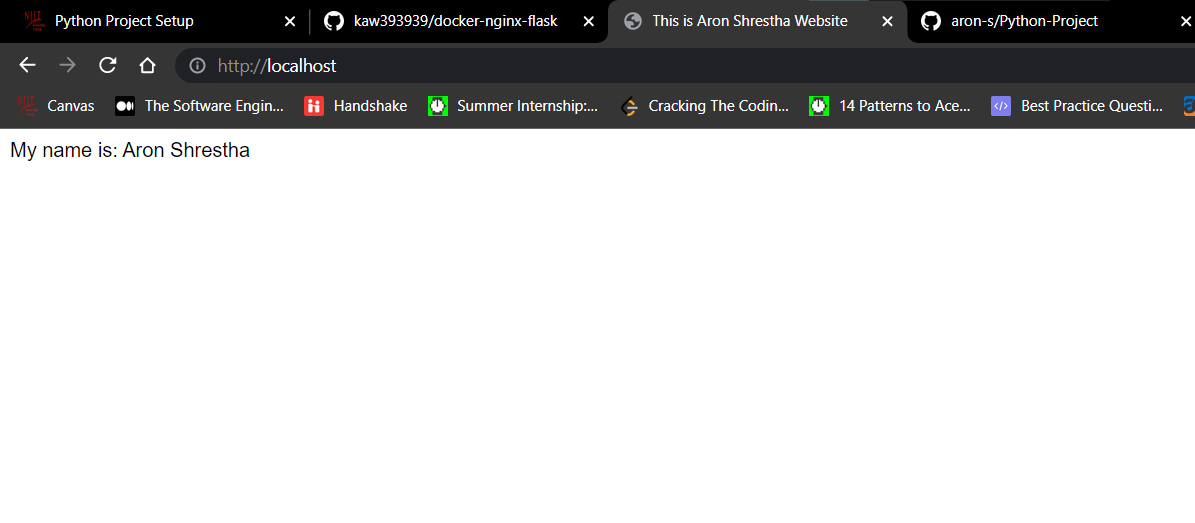 Python Project Setup kaw393939/docker-nginx-flask This is Aron Shrestha Website aron-s/Python-Project
http://localhost
Canvas The Software Engin... Handshake Summer Internship:... Cracking The Codin... 14 Patterns to Ace... Best Practice Questi...
My name is: Aron Shrestha